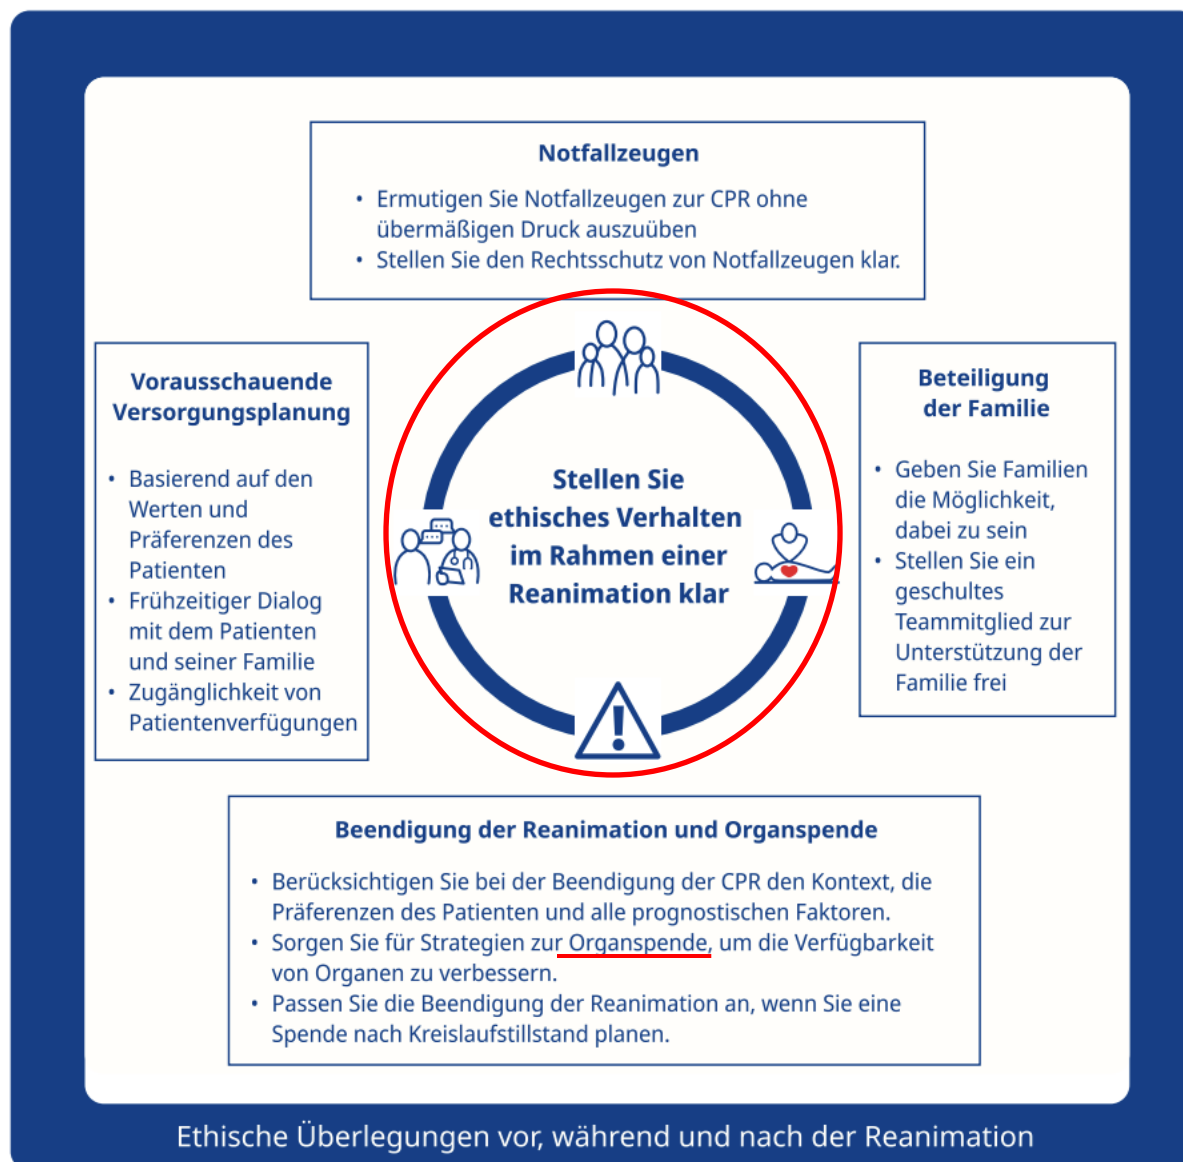 Notfallzeugen
• Ermutigen Sie Notfallzeugen zur CPR ohne
übermäßigen Druck auszuüben
• Stellen Sie den Rechtsschutz von Notfallzeugen klar.
Vorausschauende
Versorgungsplanung
• Basierend auf den
Werten und
Präferenzen des
Patienten
• Frühzeitiger Dialog
mit dem Patienten
und seiner Familie
• Zugänglichkeit von
Patientenverfügungen
Stellen Sie
ethisches Verhalten
im Rahmen einer
Reanimation klar
Beteiligung
der Familie
• Geben Sie Familien
die Möglichkeit,
dabei zu sein
• Stellen Sie ein
geschultes
Teammitglied zur
Unterstützung der
Familie frei
!
Beendigung der Reanimation und Organspende
• Berücksichtigen Sie bei der Beendigung der CPR den Kontext, die
Präferenzen des Patienten und alle prognostischen Faktoren.
• Sorgen Sie für Strategien zur Organspende, um die Verfügbarkeit
von Organen zu verbessern.
• Passen Sie die Beendigung der Reanimation an, wenn Sie eine
Spende nach Kreislaufstillstand planen.
Ethische Überlegungen vor, während und nach der Reanimation